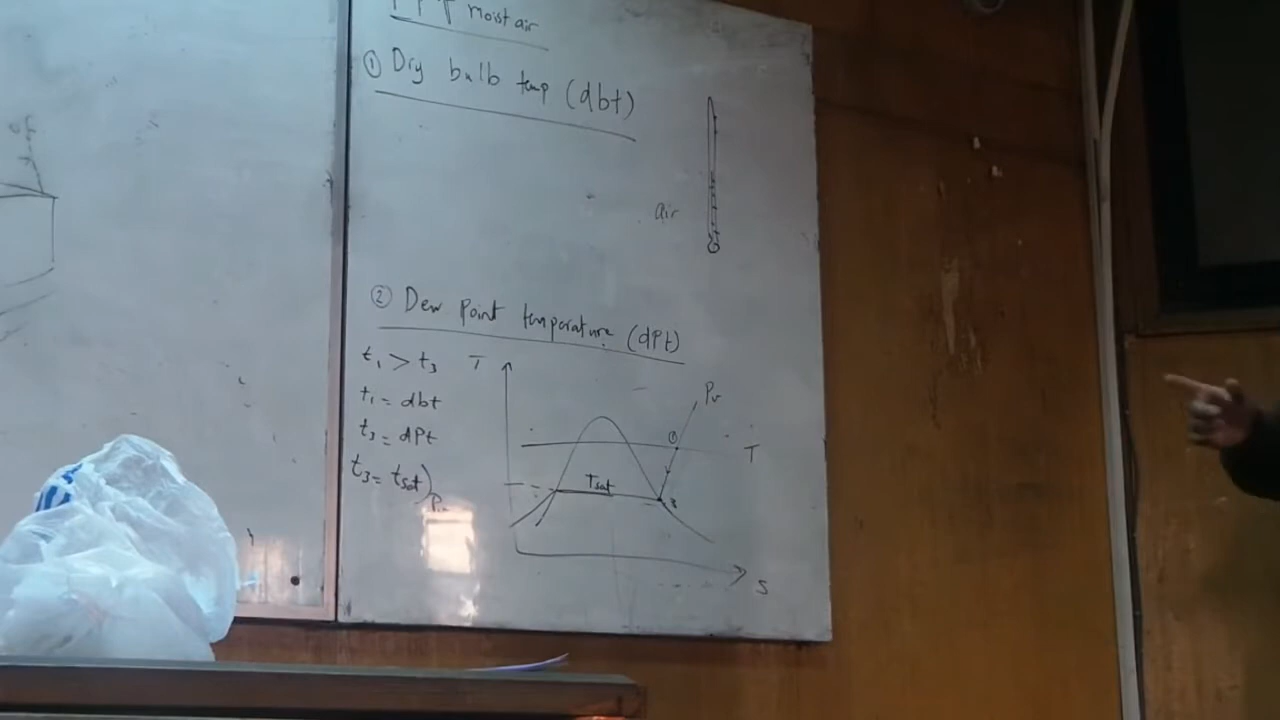 moist air
① Dry bulb temp (dbt)
air
② Dew Point temperature (dPt)
t₁ > t₃
t₁ = dbt
t₃ = dPt
t₃ = tsat)Pv
T
Pv
①
T
Tsat
3
S